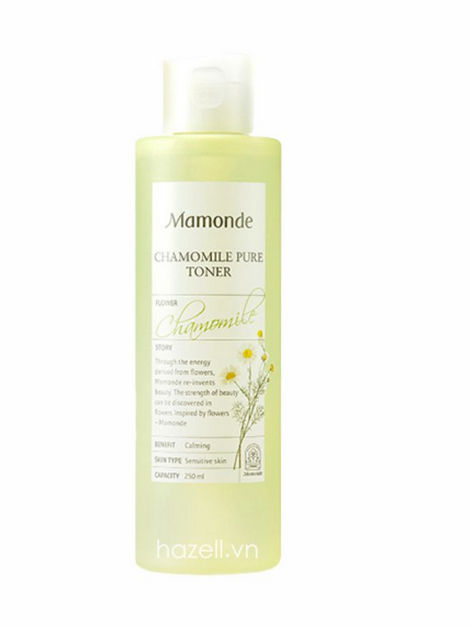 Mamonde
CHAMOMILE PURE
TONER
FLOWER
Chamomile
STORY
Through the energy
derived from flowers,
Mamonde re-invents
beauty. The strength of beauty
can be discovered in
flowers inspired by flowers
- Mamonde
BENEFIT Calming
SKIN TYPE Sensitive skin
CAPACITY 250 ml
Mamonde
hazell.vn